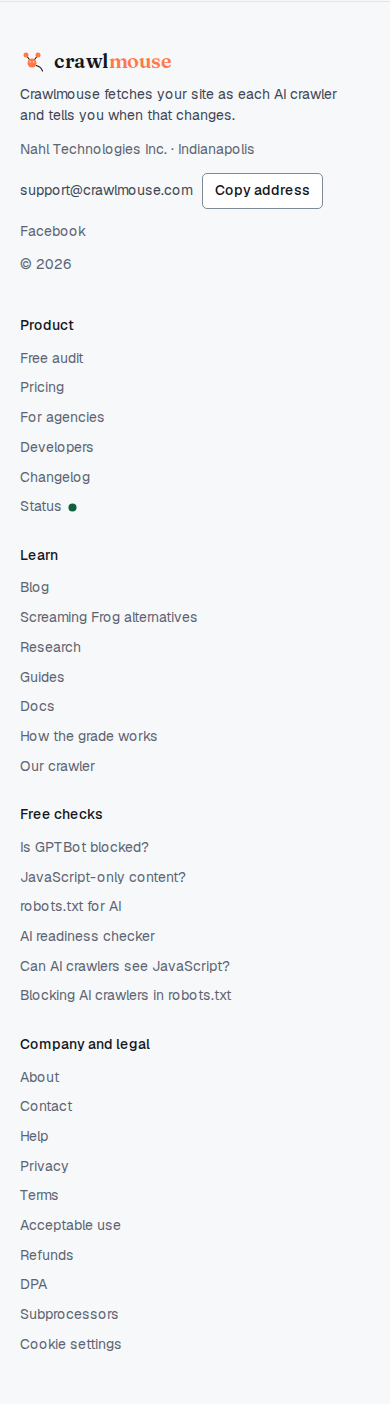 crawlmouse
Crawlmouse fetches your site as each AI crawler
and tells you when that changes.
Nahl Technologies Inc. · Indianapolis
support@crawlmouse.com Copy address
Facebook
© 2026
Product
Free audit
Pricing
For agencies
Developers
Changelog
Status
Learn
Blog
Screaming Frog alternatives
Research
Guides
Docs
How the grade works
Our crawler
Free checks
Is GPTBot blocked?
JavaScript-only content?
robots.txt for AI
AI readiness checker
Can AI crawlers see JavaScript?
Blocking AI crawlers in robots.txt
Company and legal
About
Contact
Help
Privacy
Terms
Acceptable use
Refunds
DPA
Subprocessors
Cookie settings